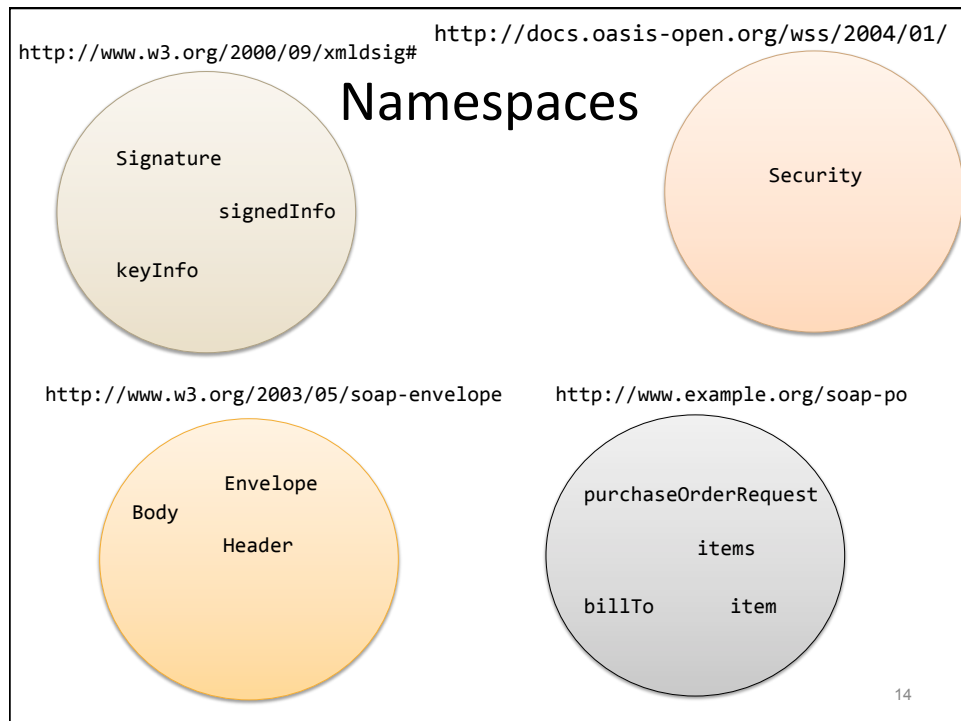 http://docs.oasis-open.org/wss/2004/01/
http://www.w3.org/2000/09/xmldsig#
Namespaces
Signature
signedInfo
keyInfo
Security
http://www.w3.org/2003/05/soap-envelope
Envelope
Body
Header
http://www.example.org/soap-po
purchaseOrderRequest
items
billTo
item
14